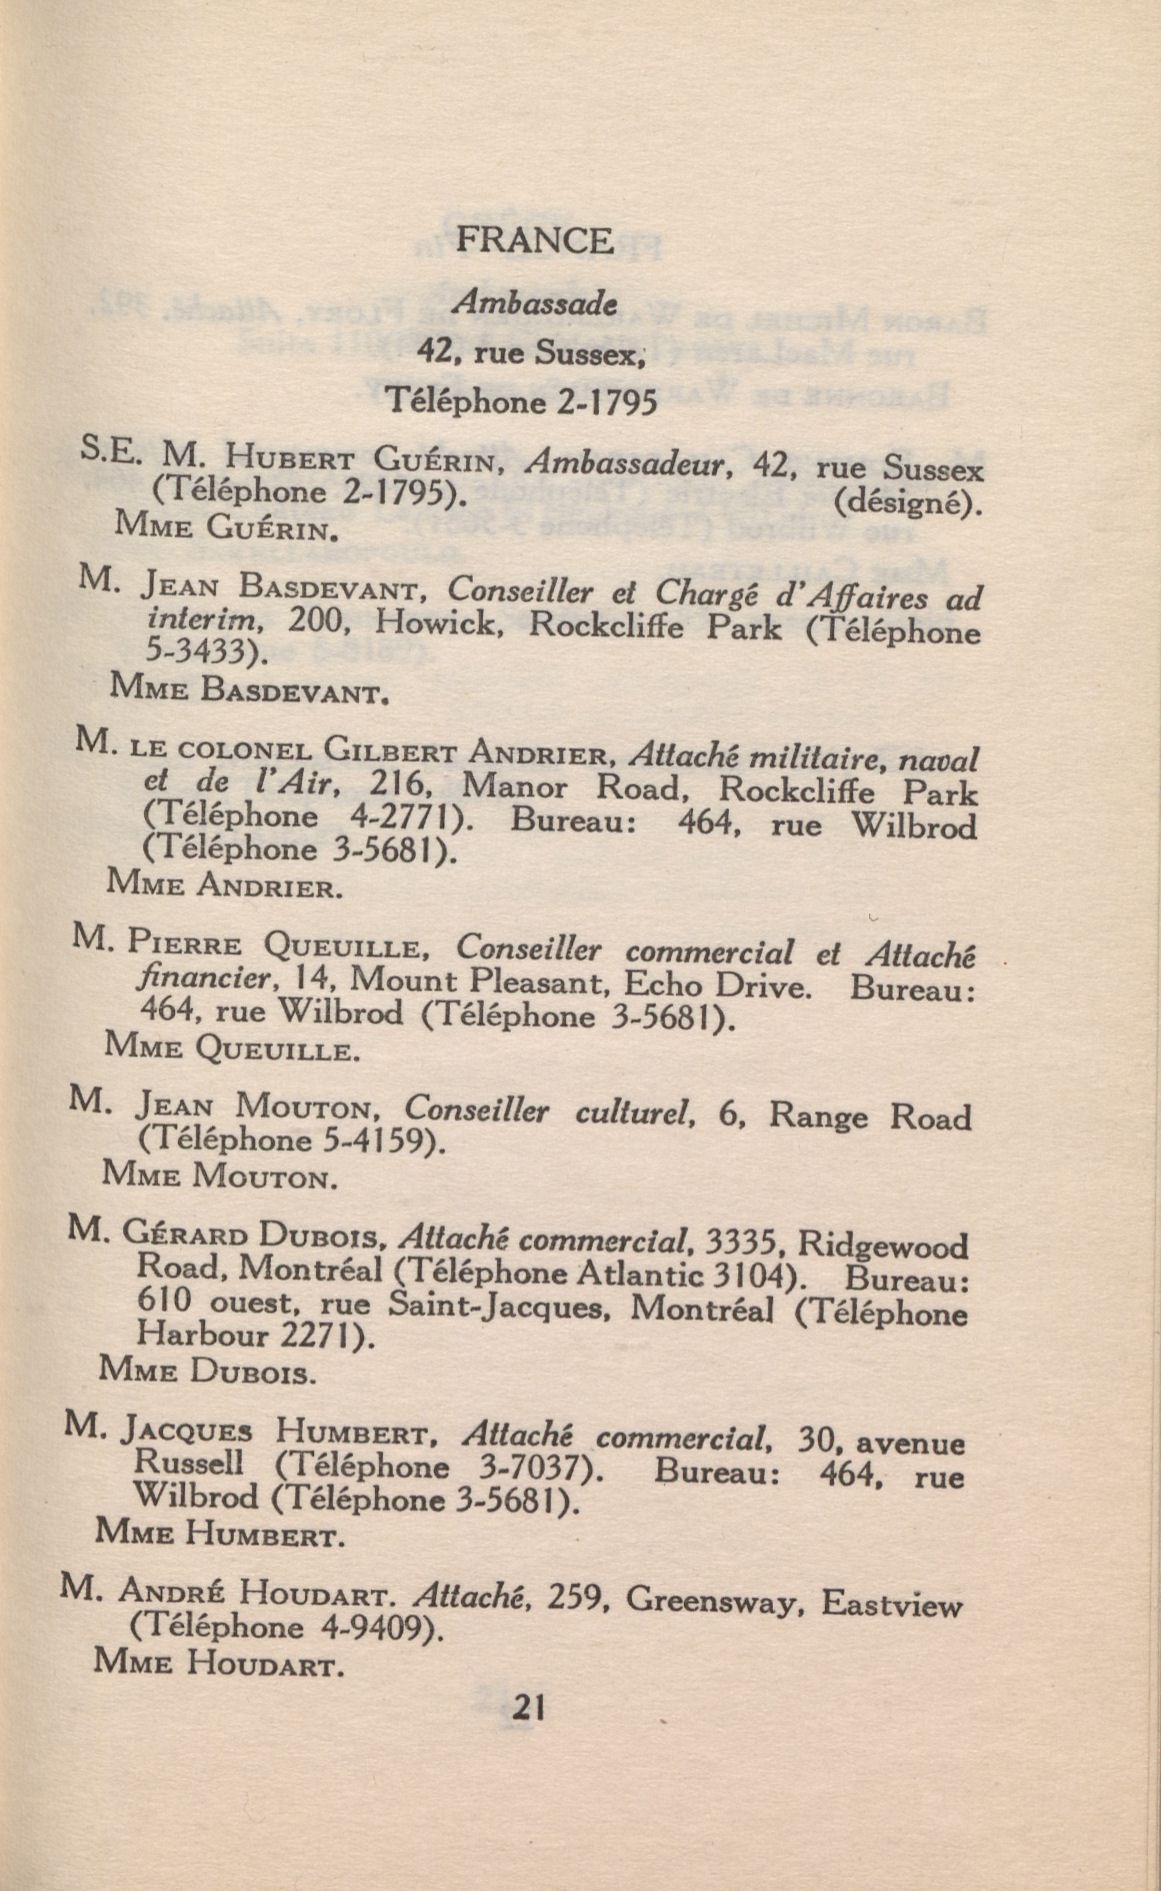 FRANCE
Ambassade
42, rue Sussex,
Téléphone 2-1795
S.E. M. HUBERT GUÉRIN, Ambassadeur, 42, rue Sussex
(Téléphone 2-1795). (désigné).
MME GUÉRIN.
M. JEAN BASDEVANT, Conseiller et Chargé d'Affaires ad
interim, 200, Howick, Rockcliffe Park (Téléphone
5-3433).
MME BASDEVANT.
M. LE COLONEL GILBERT ANDRIER, Attaché militaire, naval
et de l'Air, 216, Manor Road, Rockcliffe Park
(Téléphone 4-2771). Bureau: 464, rue Wilbrod
(Téléphone 3-5681).
MME ANDRIER.
M. PIERRE QUEUILLE, Conseiller commercial et Attaché
financier, 14, Mount Pleasant, Echo Drive. Bureau:
464, rue Wilbrod (Téléphone 3-5681).
MME QUEUILLE.
M. JEAN MOUTON, Conseiller culturel, 6, Range Road
(Téléphone 5-4159).
MME MOUTON.
M. GÉRARD DUBOIS, Attaché commercial, 3335, Ridgewood
Road, Montréal (Téléphone Atlantic 3104). Bureau:
610 ouest, rue Saint-Jacques, Montréal (Téléphone
Harbour 2271).
MME DUBOIS.
M. JACQUES HUMBERT, Attaché commercial, 30, avenue
Russell (Téléphone 3-7037). Bureau: 464, rue
Wilbrod (Téléphone 3-5681).
MME HUMBERT.
M. ANDRÉ HOUDART. Attaché, 259, Greensway, Eastview
(Téléphone 4-9409).
MME HOUDART.
21